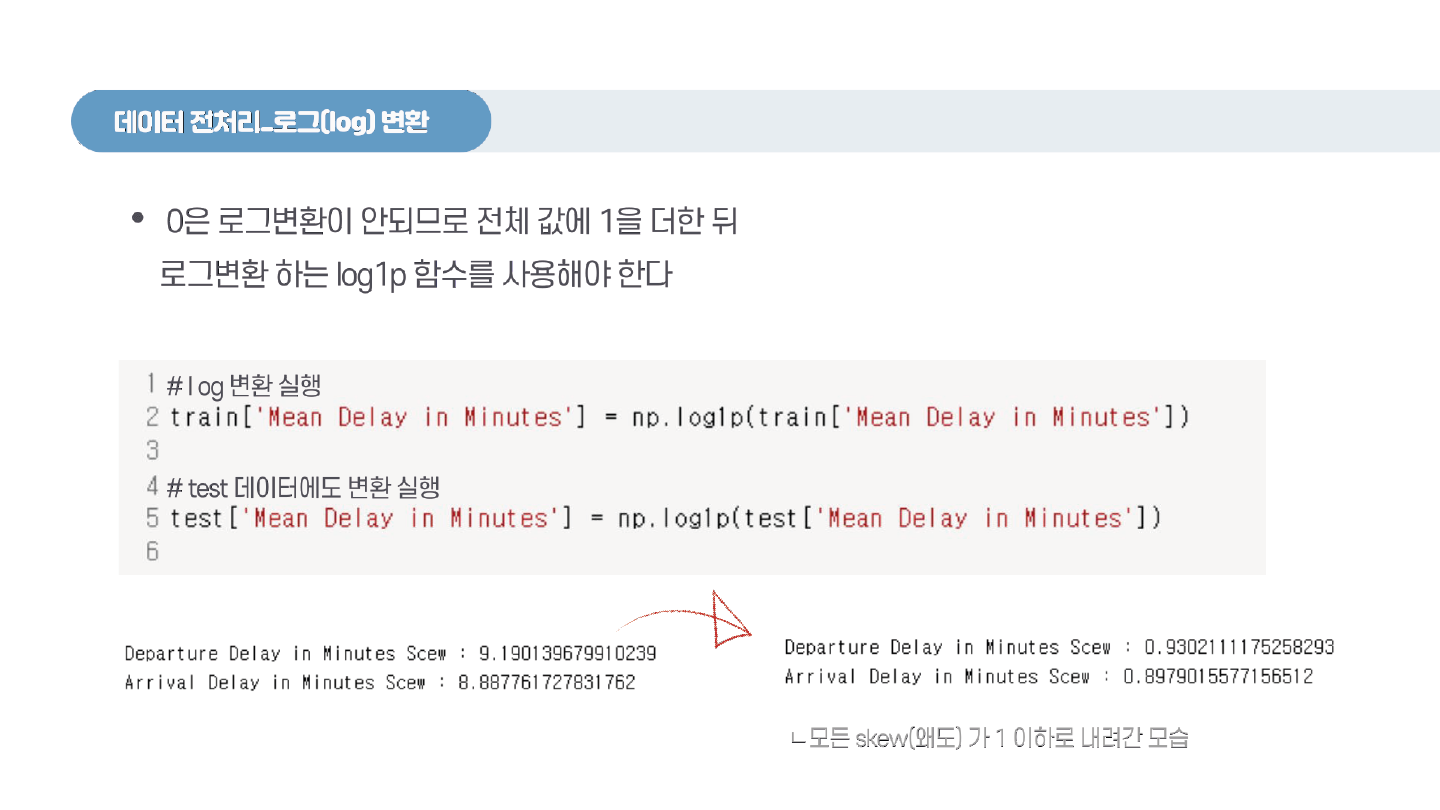 데이터 전처리_로그(log) 변환
• 0은 로그변환이 안되므로 전체 값에 1을 더한 뒤
로그변환 하는 log1p 함수를 사용해야 한다
1 # log 변환 실행
2 train['Mean Delay in Minutes'] = np.log1p(train['Mean Delay in Minutes'])
3
4 # test 데이터에도 변환 실행
5 test['Mean Delay in Minutes'] = np.log1p(test['Mean Delay in Minutes'])
6
Departure Delay in Minutes Scew : 9.190139679910239
Arrival Delay in Minutes Scew : 8.887761727831762
Departure Delay in Minutes Scew : 0.9302111175258293
Arrival Delay in Minutes Scew : 0.8979015577156512
ㄴ모든 skew(왜도) 가 1 이하로 내려간 모습